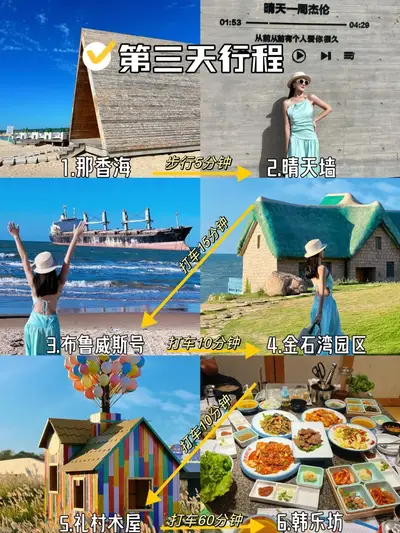 晴天—周杰伦
01:53
04:29
从前从前有个人爱你很久
第三天行程
1.那香海
步行5分钟
2.晴天墙
打车15分钟
3.布鲁威斯号
打车10分钟
4.金石湾园区
打车10分钟
5.礼村木屋
打车60分钟
6.韩乐坊